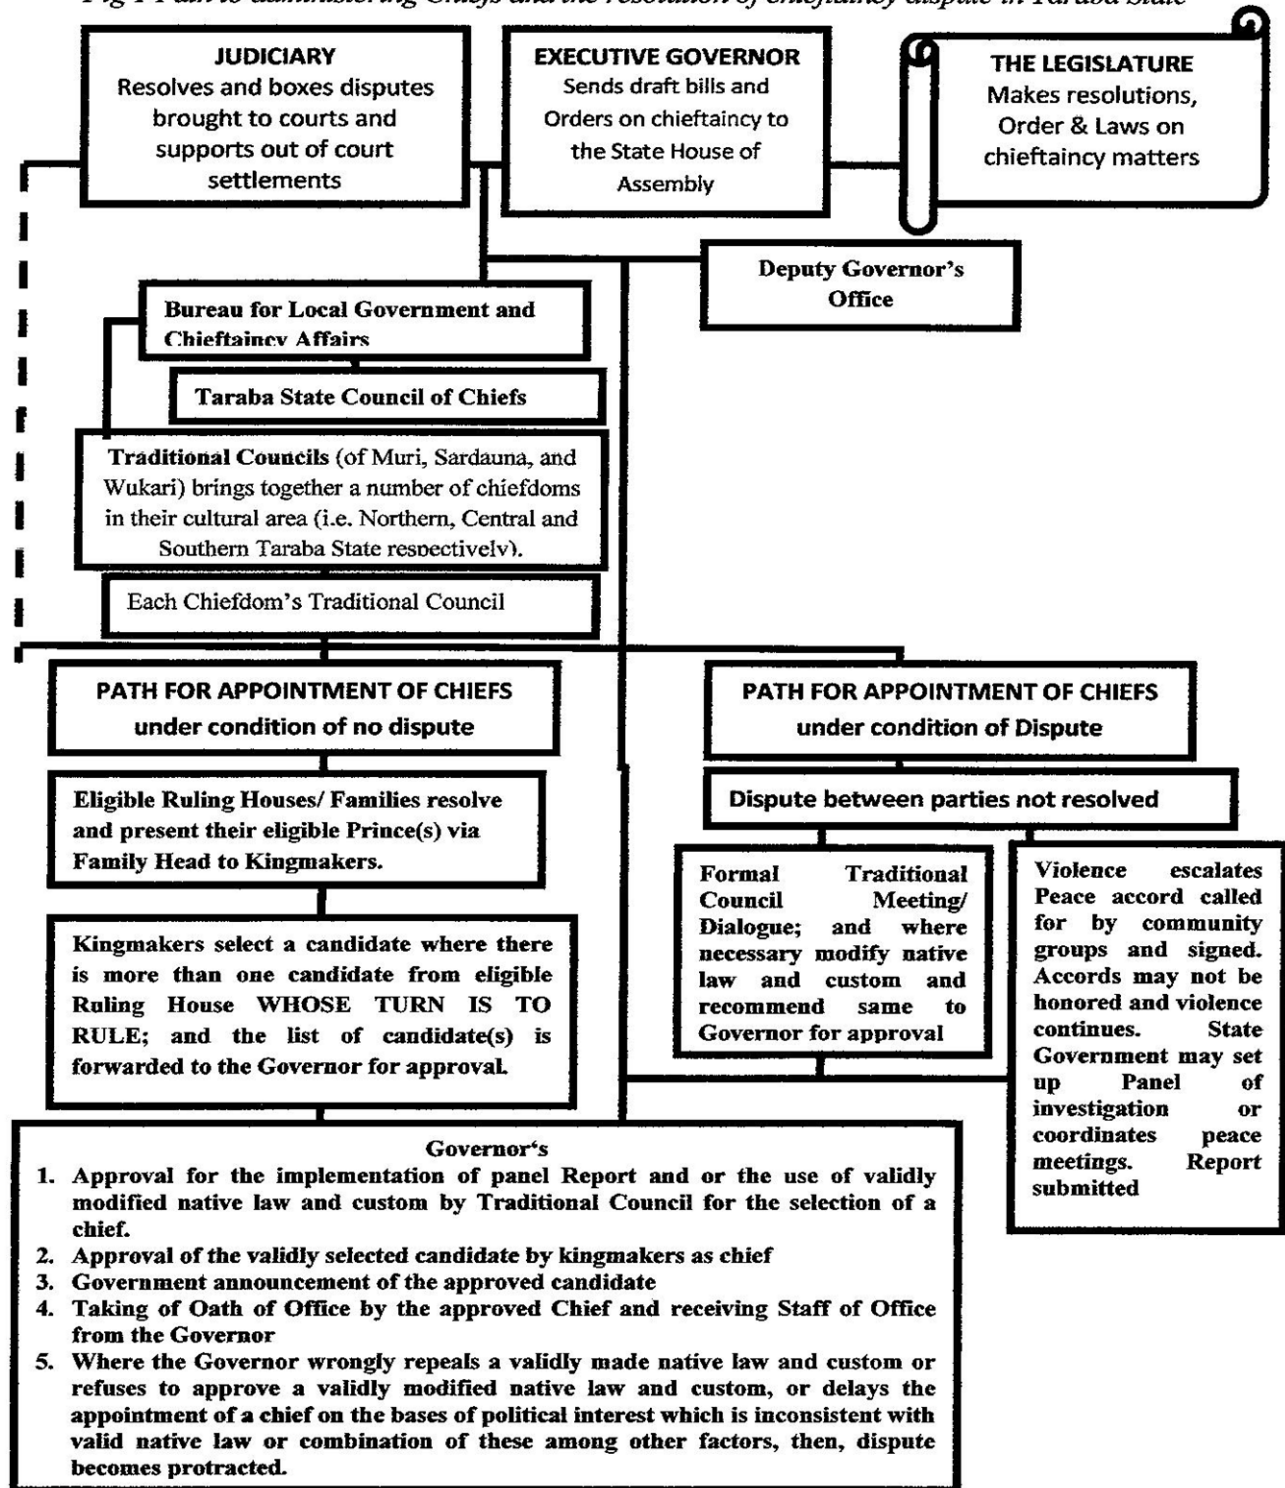 Fig 1 Path to administering Chiefs and the resolution of chieftaincy dispute in Taraba State
JUDICIARY
Resolves and boxes disputes
brought to courts and
supports out of court
settlements
EXECUTIVE GOVERNOR
Sends draft bills and
Orders on chieftaincy to
the State House of
Assembly
THE LEGISLATURE
Makes resolutions,
Order & Laws on
chieftaincy matters
Deputy Governor's
Office
Bureau for Local Government and
Chieftaincy Affairs
Taraba State Council of Chiefs
Traditional Councils (of Muri, Sardauna, and
Wukari) brings together a number of chiefdoms
in their cultural area (i.e. Northern, Central and
Southern Taraba State respectively).
Each Chiefdom's Traditional Council
PATH FOR APPOINTMENT OF CHIEFS
under condition of no dispute
Eligible Ruling Houses/ Families resolve
and present their eligible Prince(s) via
Family Head to Kingmakers.
Kingmakers select a candidate where there
is more than one candidate from eligible
Ruling House WHOSE TURN IS TO
RULE; and the list of candidate(s) is
forwarded to the Governor for approval.
PATH FOR APPOINTMENT OF CHIEFS
under condition of Dispute
Dispute between parties not resolved
Formal Traditional
Council Meeting/
Dialogue; and where
necessary modify native
law and custom and
recommend same to
Governor for approval
Violence escalates
Peace accord called
for by community
groups and signed.
Accords may not be
honored and violence
continues. State
Government may set
up Panel of
investigation or
coordinates peace
meetings. Report
submitted
Governor's
1. Approval for the implementation of panel Report and or the use of validly
modified native law and custom by Traditional Council for the selection of a
chief.
2. Approval of the validly selected candidate by kingmakers as chief
3. Government announcement of the approved candidate
4. Taking of Oath of Office by the approved Chief and receiving Staff of Office
from the Governor
5. Where the Governor wrongly repeals a validly made native law and custom or
refuses to approve a validly modified native law and custom, or delays the
appointment of a chief on the bases of political interest which is inconsistent with
valid native law or combination of these among other factors, then, dispute
becomes protracted.